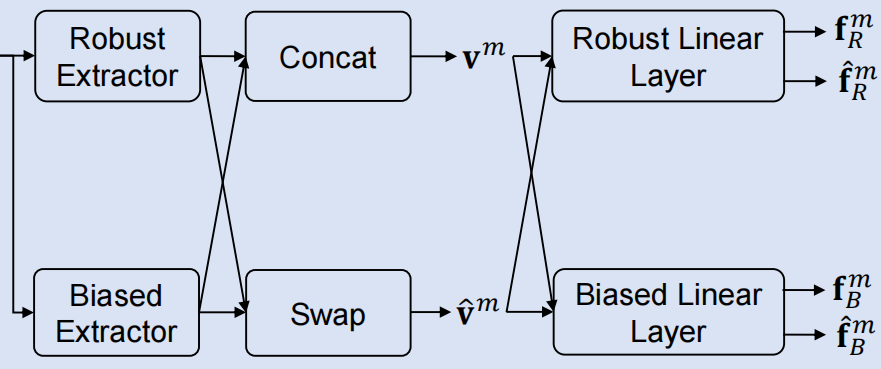 Robust
Extractor
Concat
𝐯^m
Robust Linear
Layer
𝐟_R^m
𝐟̂_R^m
Biased
Extractor
Swap
𝐯̂^m
Biased Linear
Layer
𝐟_B^m
𝐟̂_B^m